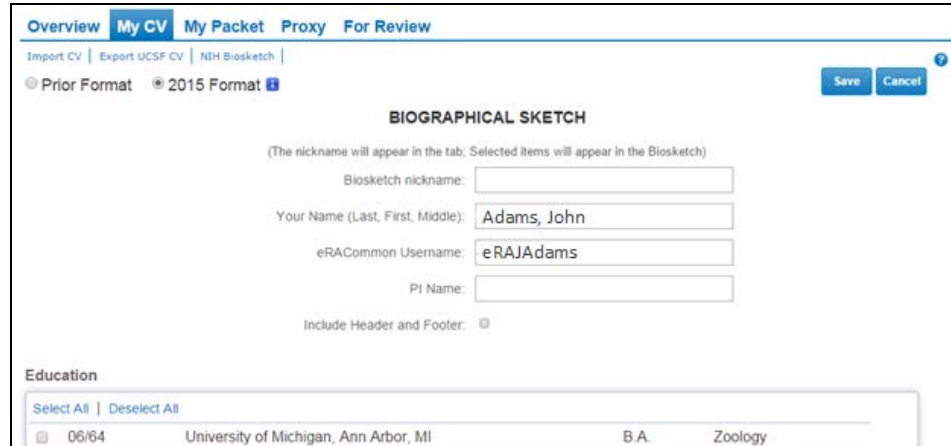 Overview My CV My Packet Proxy For Review
Import CV | Export UCSF CV | NIH Biosketch |
Prior Format 2015 Format i ?
Save Cancel
BIOGRAPHICAL SKETCH
(The nickname will appear in the tab; Selected items will appear in the Biosketch)
Biosketch nickname:
Your Name (Last, First, Middle): Adams, John
eRACommon Username: eRAJAdams
PI Name:
Include Header and Footer:
Education
Select All | Deselect All
06/64 University of Michigan, Ann Arbor, MI B.A. Zoology